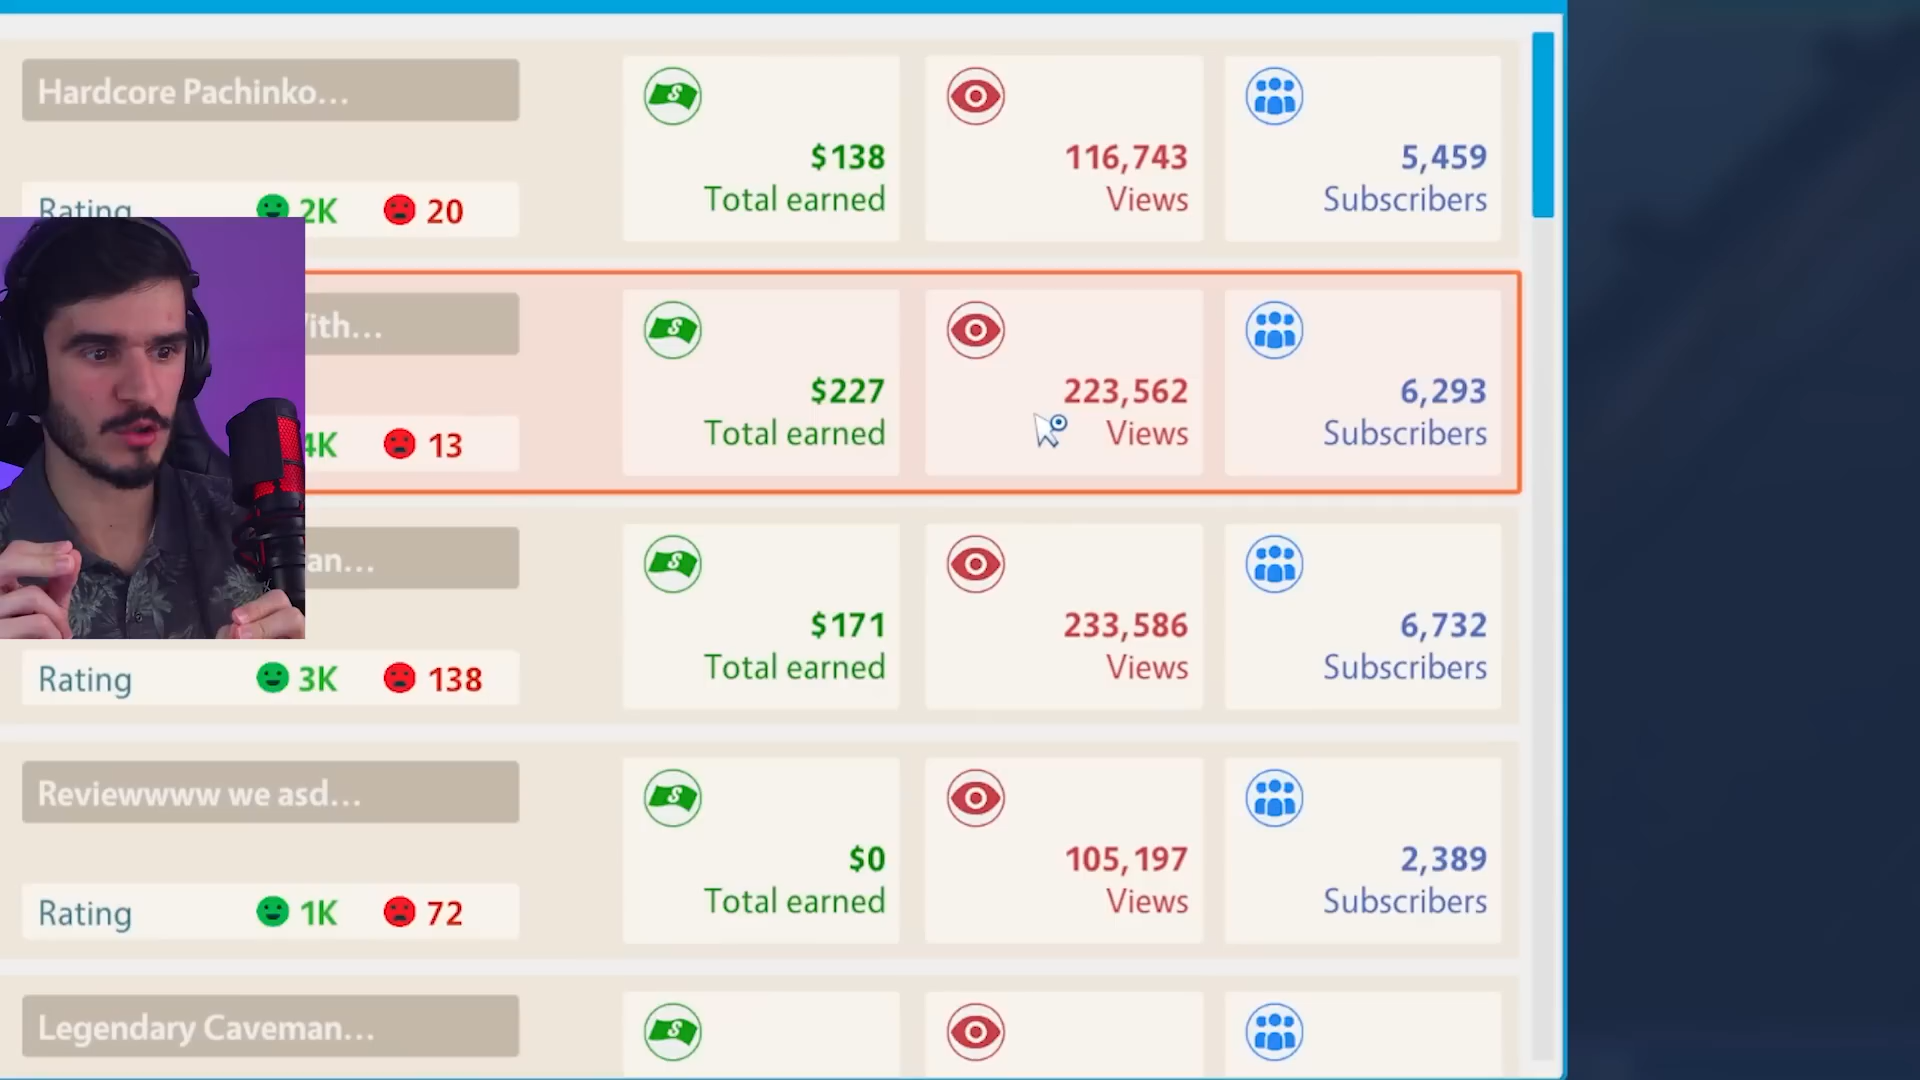 Hardcore Pachinko...
$138
Total earned
116,743
Views
5,459
Subscribers
Rating 2K 20
ith...
$227
Total earned
223,562
Views
6,293
Subscribers
4K 13
an...
$171
Total earned
233,586
Views
6,732
Subscribers
Rating 3K 138
Reviewwww we asd...
$0
Total earned
105,197
Views
2,389
Subscribers
Rating 1K 72
Legendary Caveman...